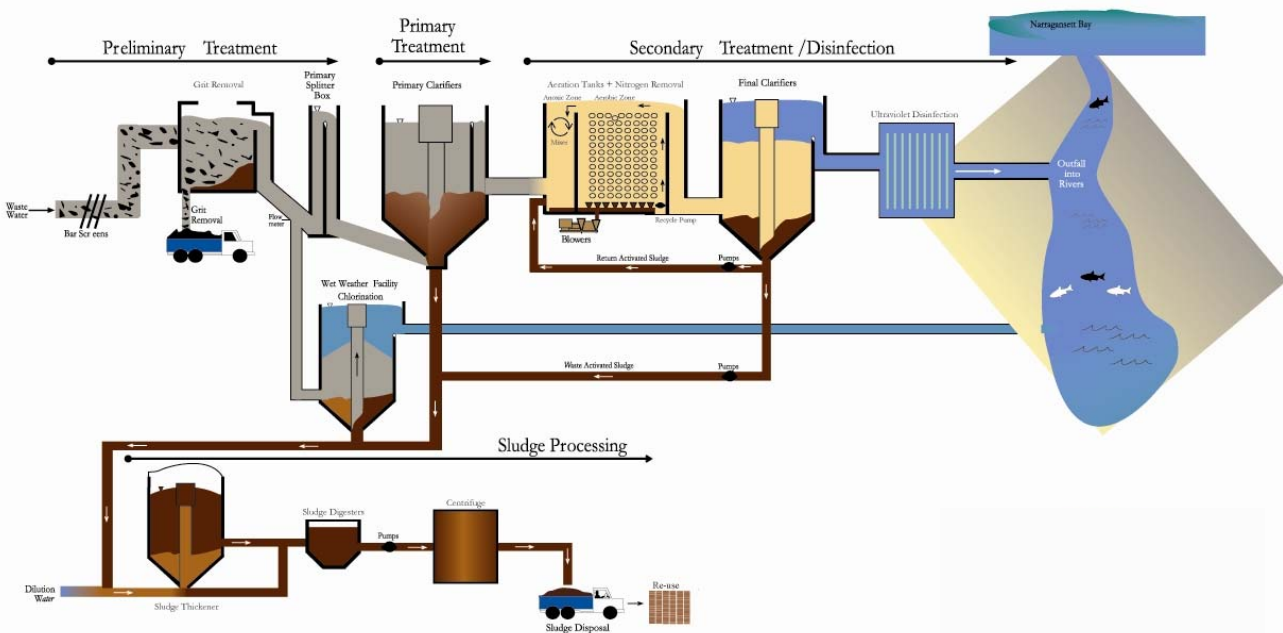 Narragansett Bay
Preliminary Treatment
Primary
Treatment
Secondary Treatment /Disinfection
Grit Removal
Primary
Splitter
Box
Primary Clarifiers
Aeration Tanks + Nitrogen Removal
Anoxic Zone
Aerobic Zone
Final Clarifiers
Ultraviolet Disinfection
Mixer
Outfall
into
Rivers
Waste
Water
Bar Screens
Grit
Removal
Flow
meter
Blowers
Recycle Pump
Return Activated Sludge
Pumps
Wet Weather Facility
Chlorination
Waste Activated Sludge
Pumps
Sludge Processing
Sludge Digesters
Centrifuge
Pumps
Dilution
Water
Sludge Thickener
Re-use
Sludge Disposal